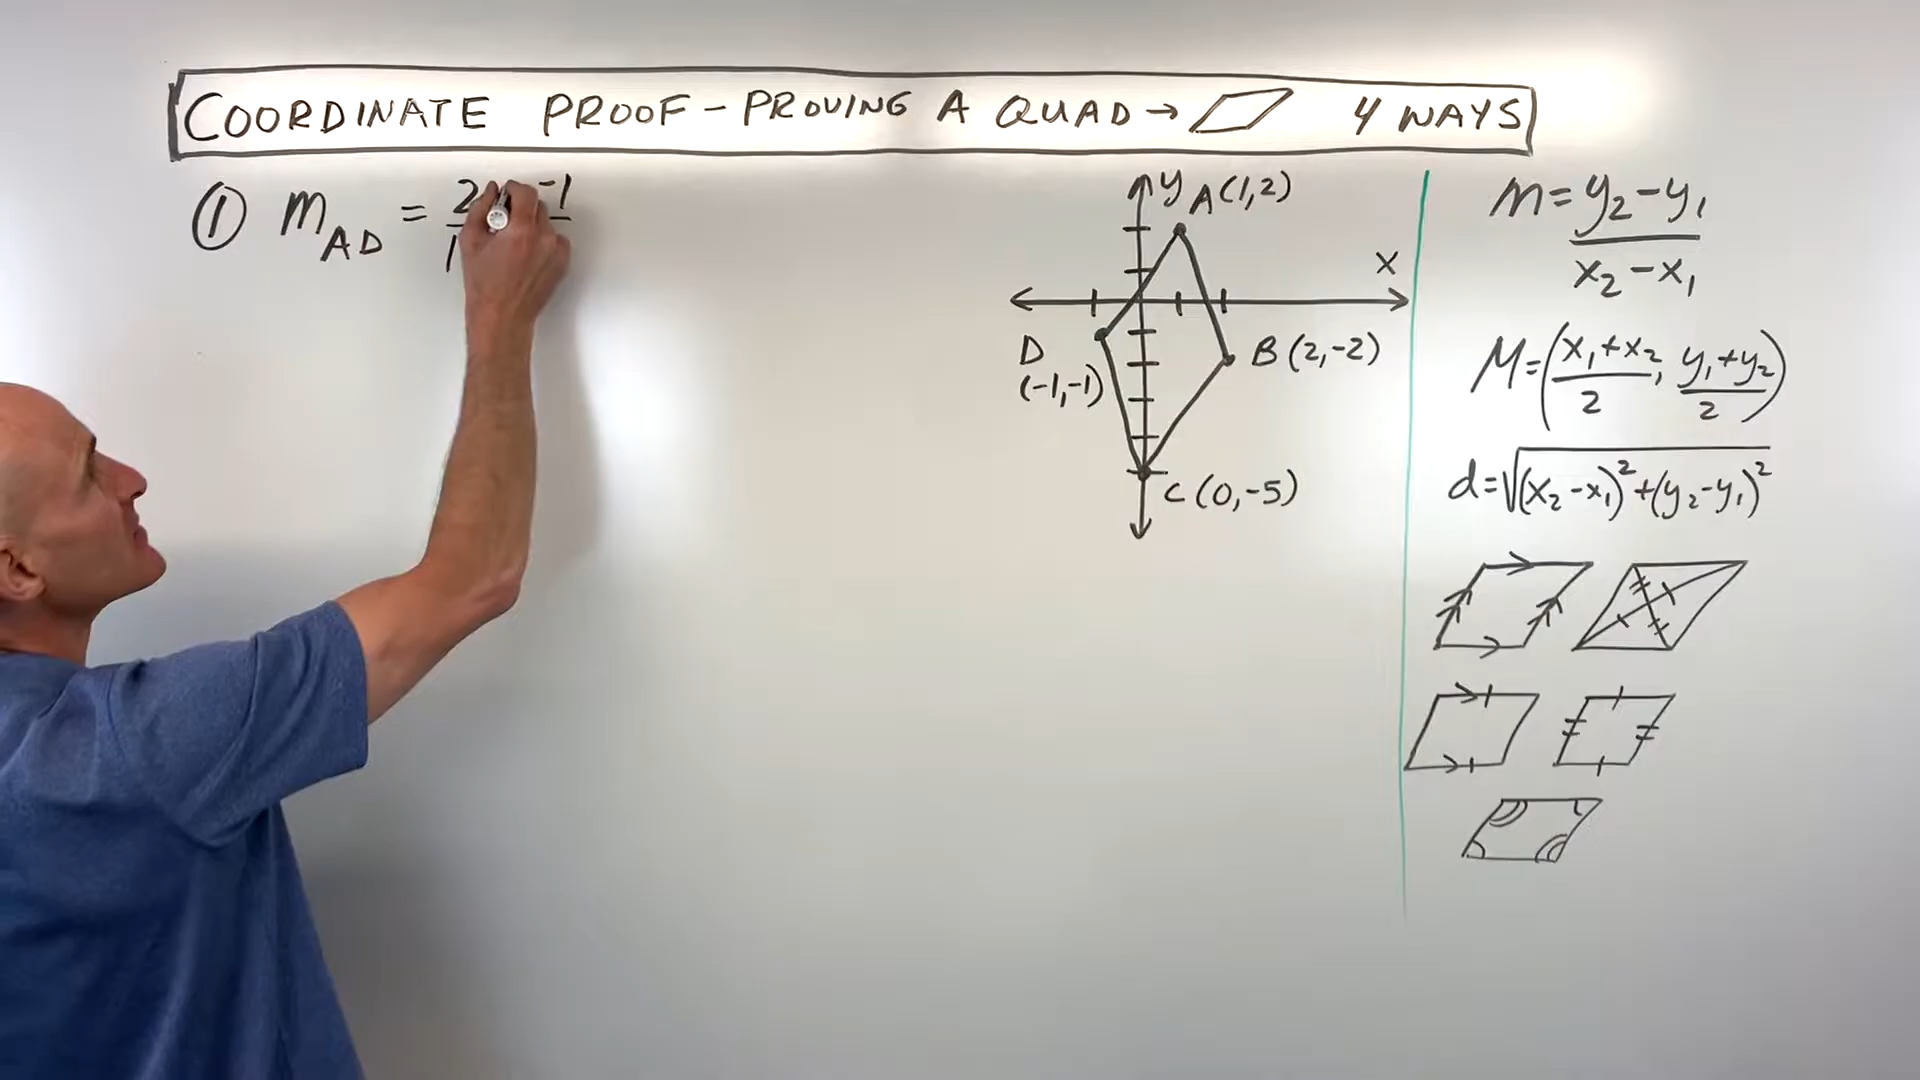 COORDINATE PROOF - PROVING A QUAD → ▱ 4 WAYS
① m_AD = 2 -1
1
y A(1,2)
x
D
(-1,-1)
B(2,-2)
C(0,-5)
m = y₂-y₁
x₂-x₁
M = (x₁+x₂/2, y₁+y₂/2)
d = √(x₂-x₁)²+(y₂-y₁)²